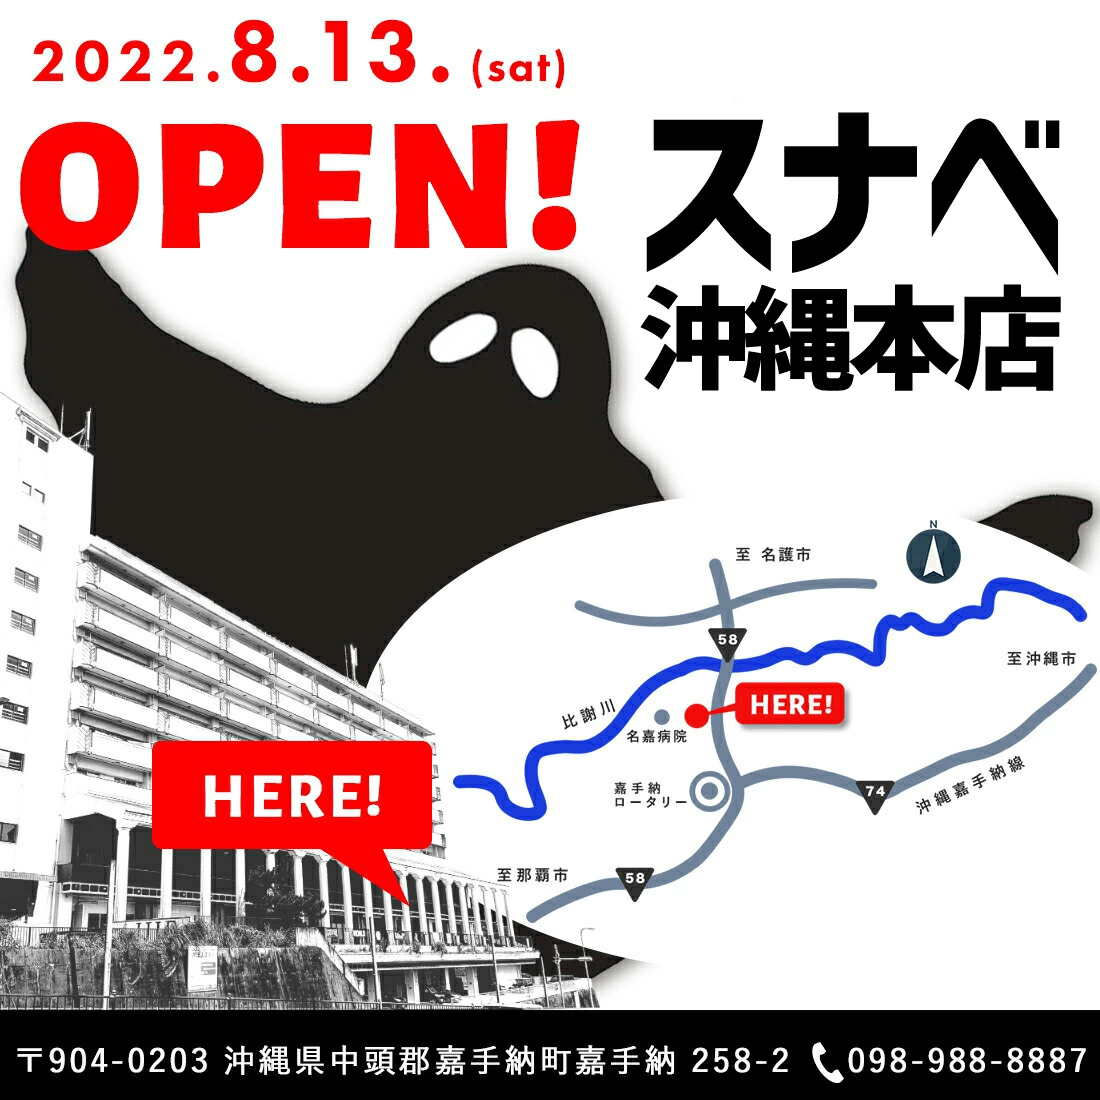 2022.8.13.(sat)
OPEN!
スナベ
沖縄本店
N
至 名護市
58
至沖縄市
HERE!
比謝川
名嘉病院
嘉手納
ロータリー
74
沖縄嘉手納線
至那覇市
58
HERE!
〒904-0203 沖縄県中頭郡嘉手納町嘉手納 258-2 098-988-8887